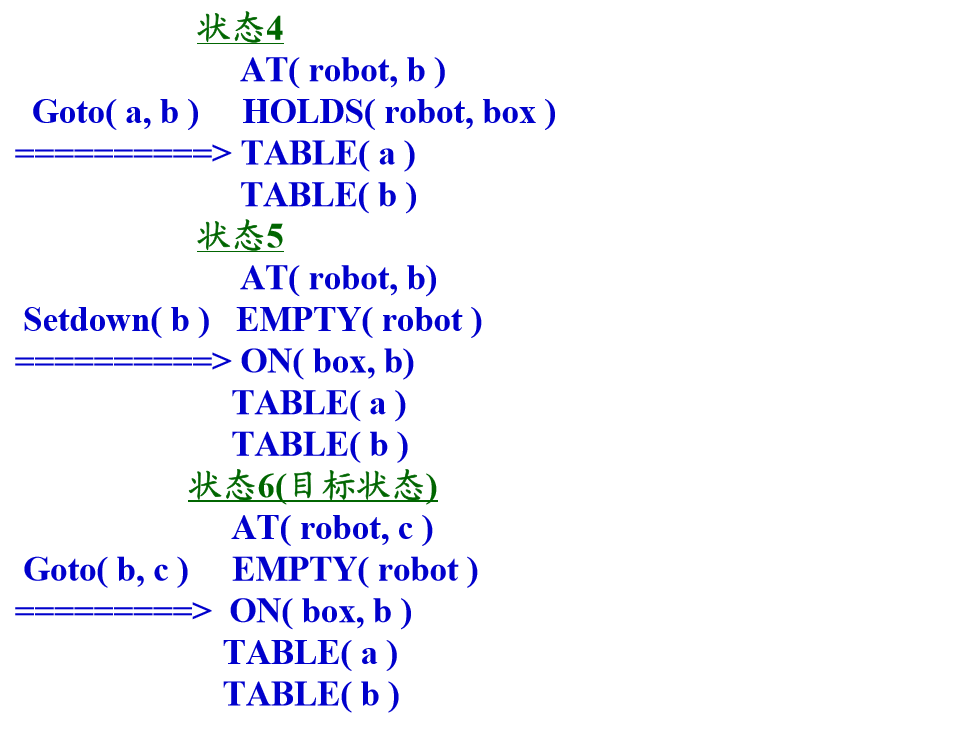 状态4
AT( robot, b )
Goto( a, b ) HOLDS( robot, box )
==========> TABLE( a )
TABLE( b )
状态5
AT( robot, b)
Setdown( b ) EMPTY( robot )
==========> ON( box, b)
TABLE( a )
TABLE( b )
状态6(目标状态)
AT( robot, c )
Goto( b, c ) EMPTY( robot )
=========> ON( box, b )
TABLE( a )
TABLE( b )